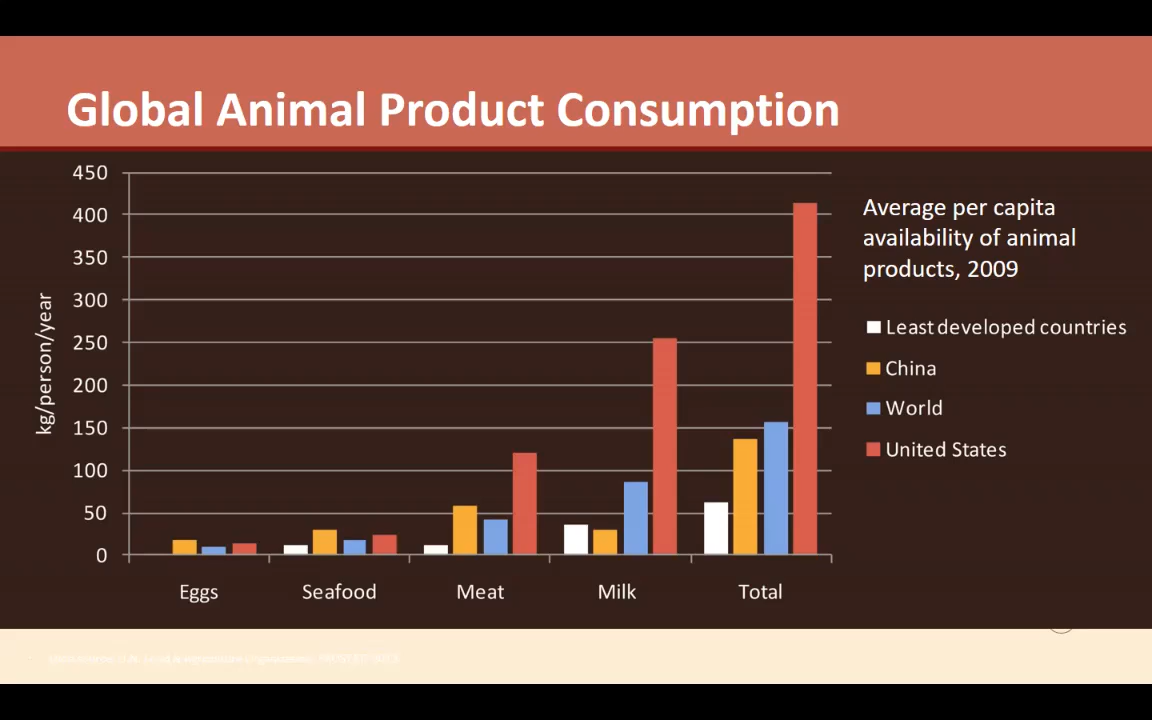 Global Animal Product Consumption
450
400
350
300
250
200
150
100
50
0
kg/person/year
Eggs
Seafood
Meat
Milk
Total
Average per capita
availability of animal
products, 2009
Least developed countries
China
World
United States